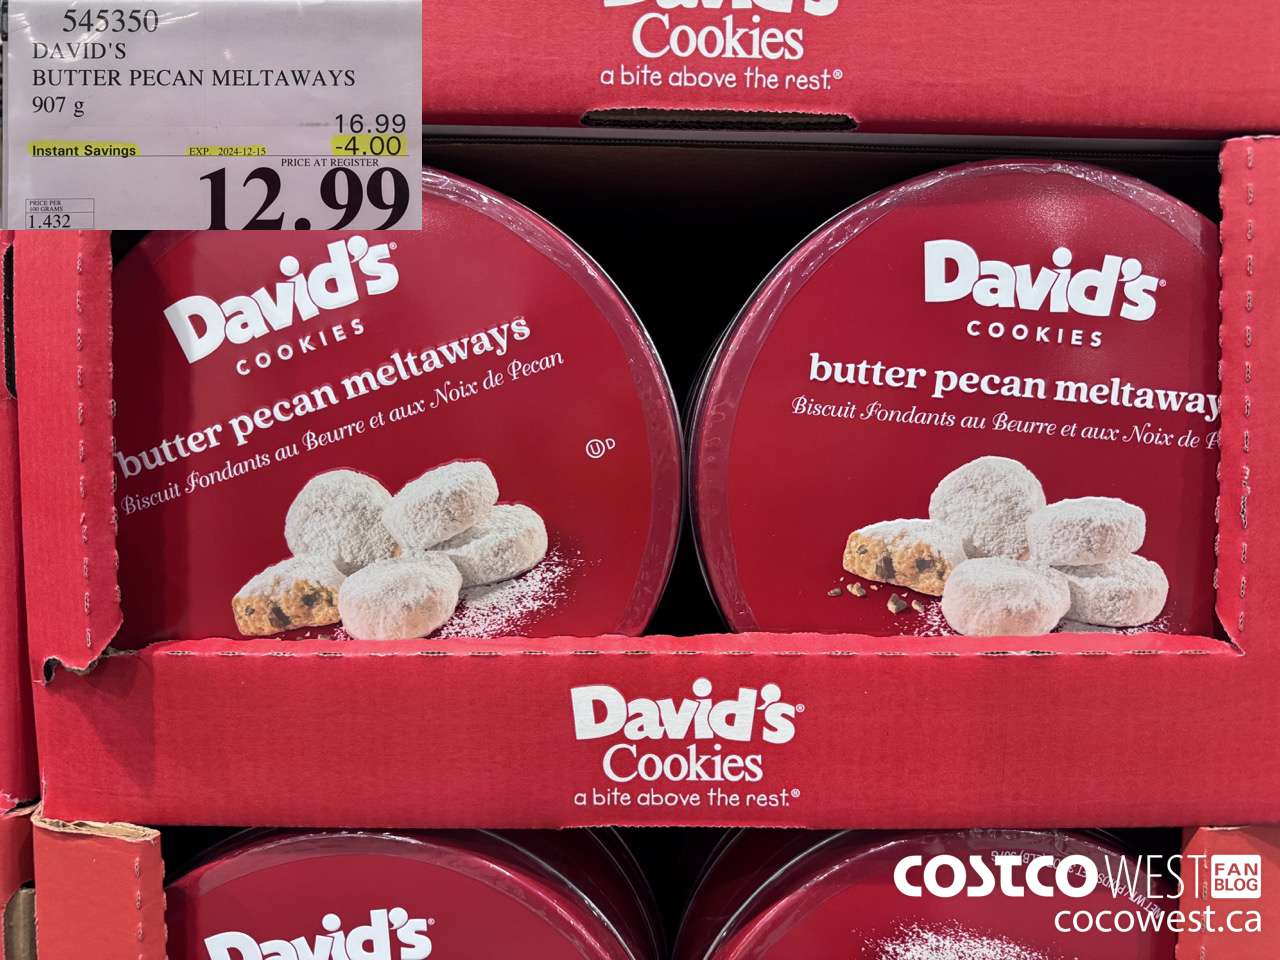 545350
DAVID'S
BUTTER PECAN MELTAWAYS
907 g
16.99
Instant Savings EXP. 2024-12-15 -4.00
PRICE AT REGISTER
12.99
PRICE PER
100 GRAMS
1.432
David's
Cookies
a bite above the rest.®
David's®
COOKIES
butter pecan meltaways
Biscuit Fondants au Beurre et aux Noix de Pecan
U D
David's®
COOKIES
butter pecan meltaway
Biscuit Fondants au Beurre et aux Noix de P
David's®
Cookies
a bite above the rest.®
David's®
COSTCO WEST FAN BLOG
cocowest.ca